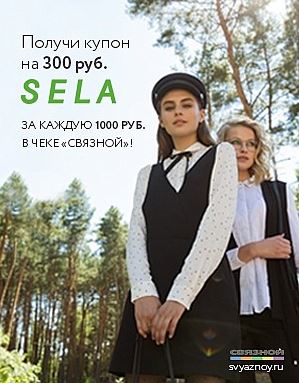 Получи купон
на 300 руб.
SELA
ЗА КАЖДУЮ 1000 РУБ.
В ЧЕКЕ «СВЯЗНОЙ»!
СВЯЗНОЙ
svyaznoy.ru